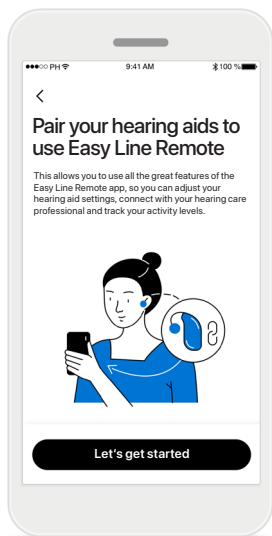 PH 9:41 AM 100 %
Pair your hearing aids to
use Easy Line Remote
This allows you to use all the great features of the
Easy Line Remote app, so you can adjust your
hearing aid settings, connect with your hearing care
professional and track your activity levels.
Let's get started